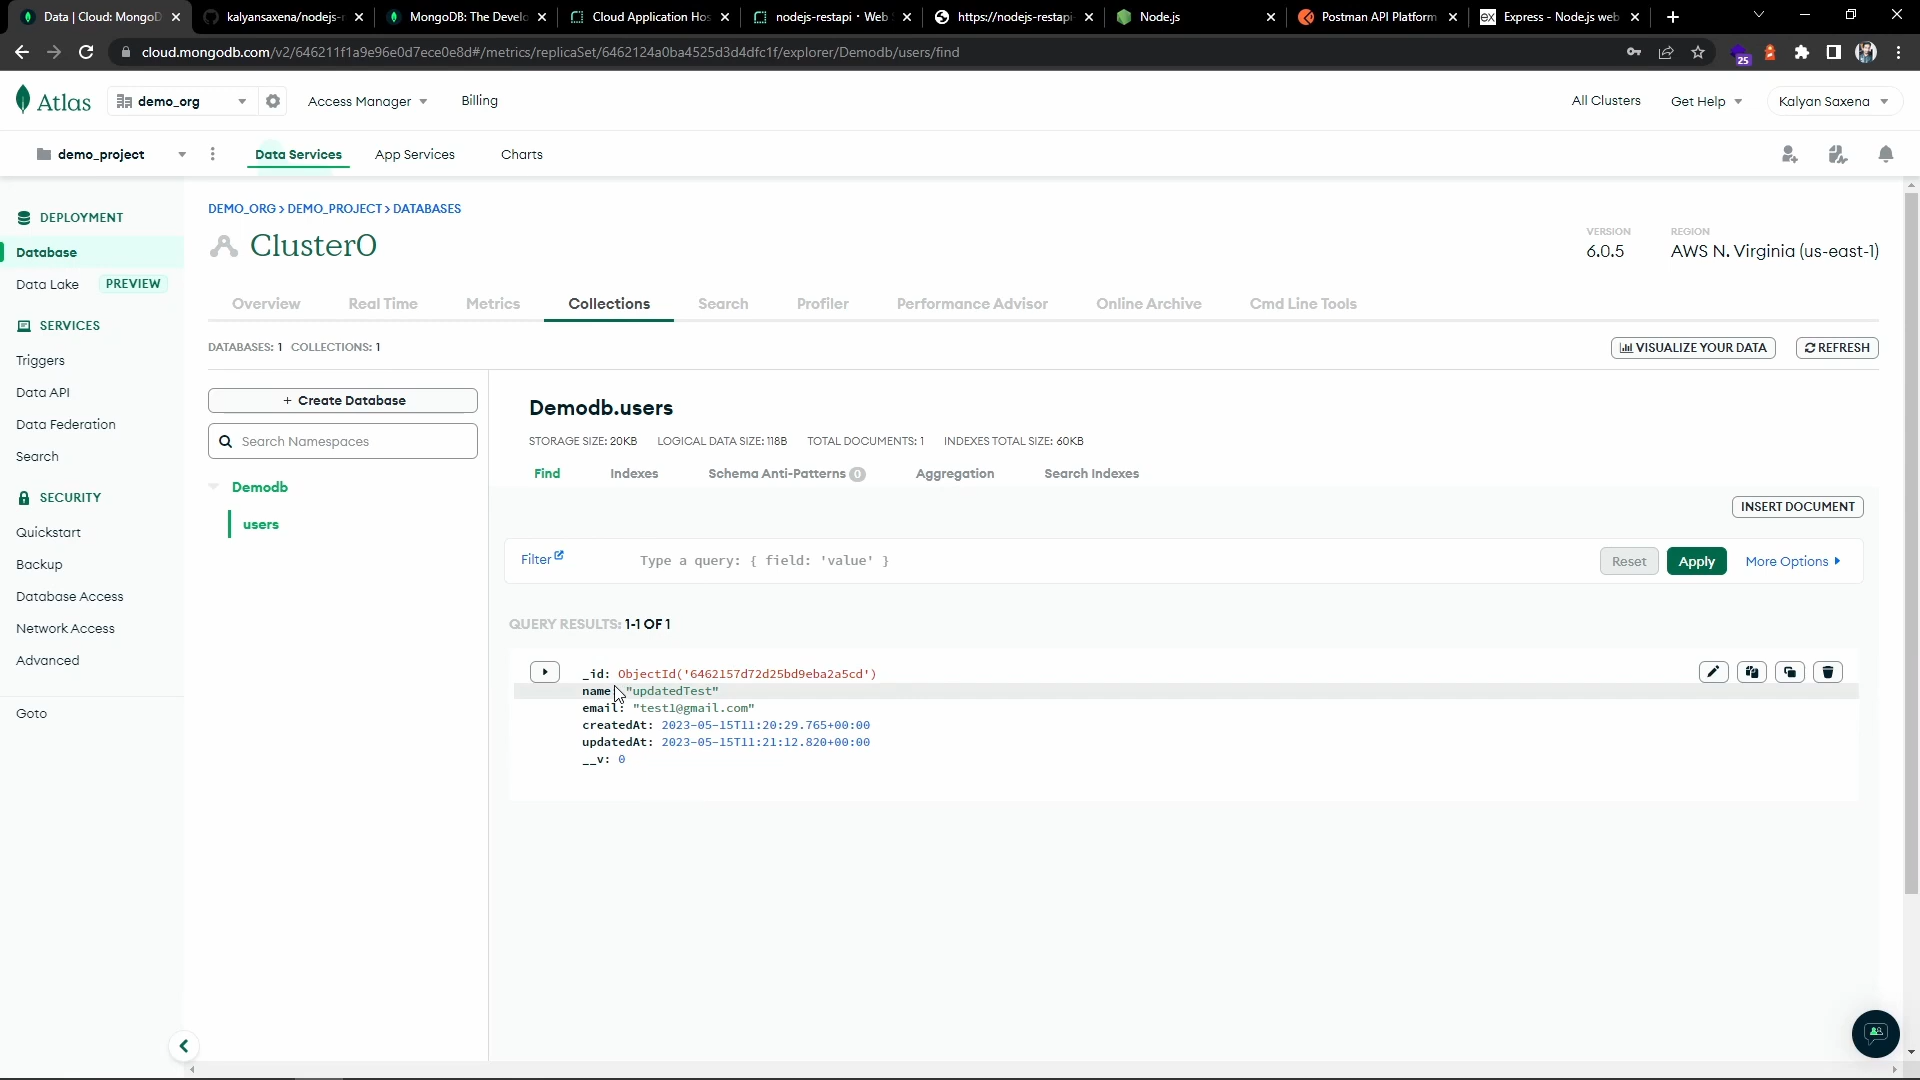 Data | Cloud: MongoD
kalyansaxena/nodejs-r
MongoDB: The Develo
Cloud Application Hos
nodejs-restapi · Web
https://nodejs-restapi
Node.js
Postman API Platform
Express - Node.js web
cloud.mongodb.com/v2/646211f1a9e96e0d7ece0e8d#/metrics/replicaSet/6462124a0ba4525d3d4dfc1f/explorer/Demodb/users/find
25
Atlas
demo_org
Access Manager
Billing
All Clusters
Get Help
Kalyan Saxena
demo_project
Data Services
App Services
Charts
DEPLOYMENT
Database
Data Lake PREVIEW
SERVICES
Triggers
Data API
Data Federation
Search
SECURITY
Quickstart
Backup
Database Access
Network Access
Advanced
Goto
DEMO_ORG > DEMO_PROJECT > DATABASES
Cluster0
VERSION
6.0.5
REGION
AWS N. Virginia (us-east-1)
Overview
Real Time
Metrics
Collections
Search
Profiler
Performance Advisor
Online Archive
Cmd Line Tools
DATABASES: 1 COLLECTIONS: 1
VISUALIZE YOUR DATA
REFRESH
+ Create Database
Search Namespaces
Demodb
users
Demodb.users
STORAGE SIZE: 20KB LOGICAL DATA SIZE: 118B TOTAL DOCUMENTS: 1 INDEXES TOTAL SIZE: 60KB
Find
Indexes
Schema Anti-Patterns 0
Aggregation
Search Indexes
INSERT DOCUMENT
Filter
Type a query: { field: 'value' }
Reset
Apply
More Options
QUERY RESULTS: 1-1 OF 1
_id: ObjectId('6462157d72d25bd9eba2a5cd')
name: "updatedTest"
email: "test1@gmail.com"
createdAt: 2023-05-15T11:20:29.765+00:00
updatedAt: 2023-05-15T11:21:12.820+00:00
__v: 0